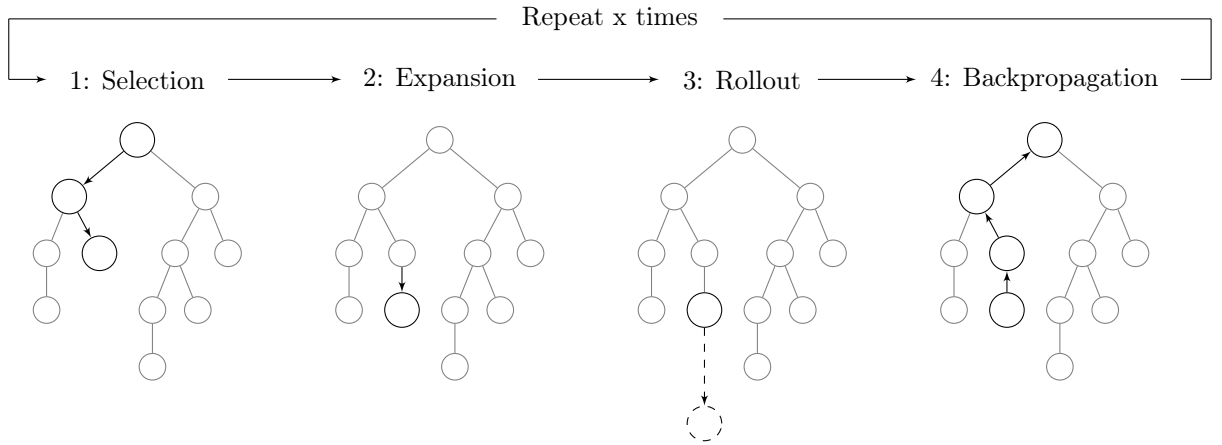 Repeat x times
1: Selection
2: Expansion
3: Rollout
4: Backpropagation